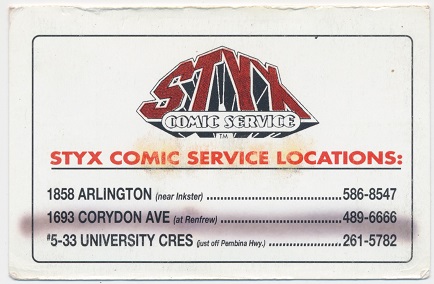 STYX
COMIC SERVICE
TM
STYX COMIC SERVICE LOCATIONS:
1858 ARLINGTON (near Inkster) ................................ 586-8547
1693 CORYDON AVE (at Renfrew) ............................ 489-6666
#5-33 UNIVERSITY CRES (just off Pembina Hwy.) ................... 261-5782